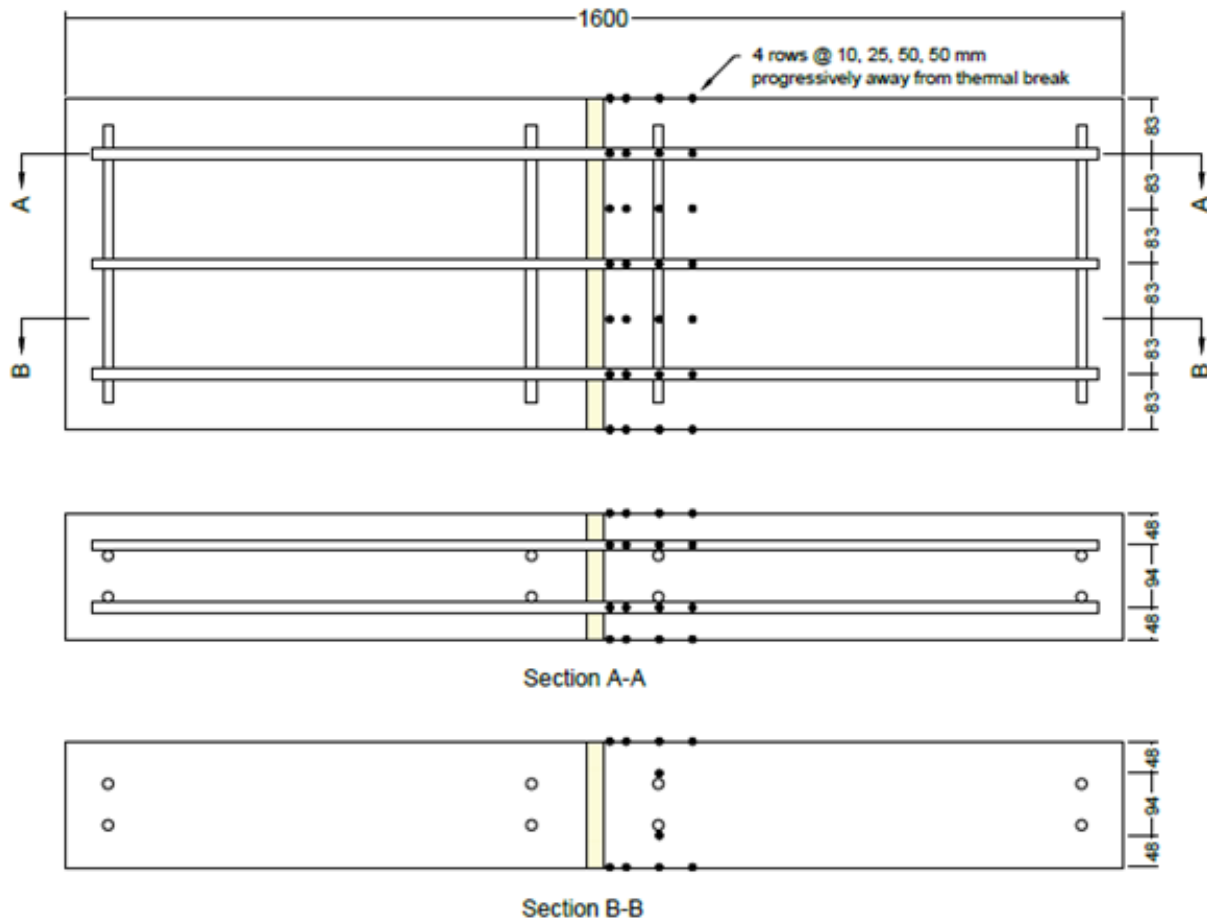 1600
4 rows @ 10, 25, 50, 50 mm
progressively away from thermal break
A
A
83
83
83
83
83
83
B
B
48
94
48
Section A-A
48
94
48
Section B-B